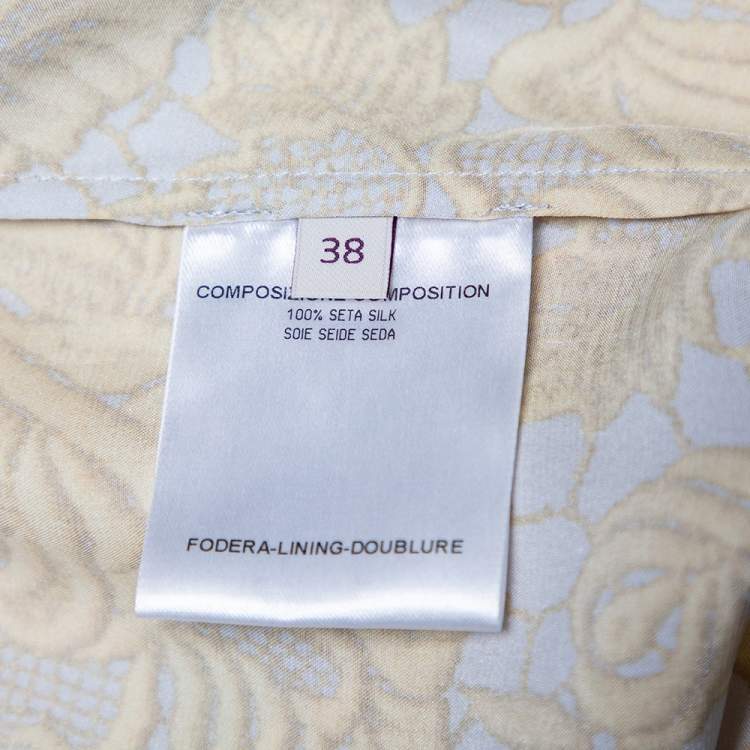 38
COMPOSIZIONE COMPOSITION
100% SETA SILK
SOIE SEIDE SEDA
FODERA-LINING-DOUBLURE